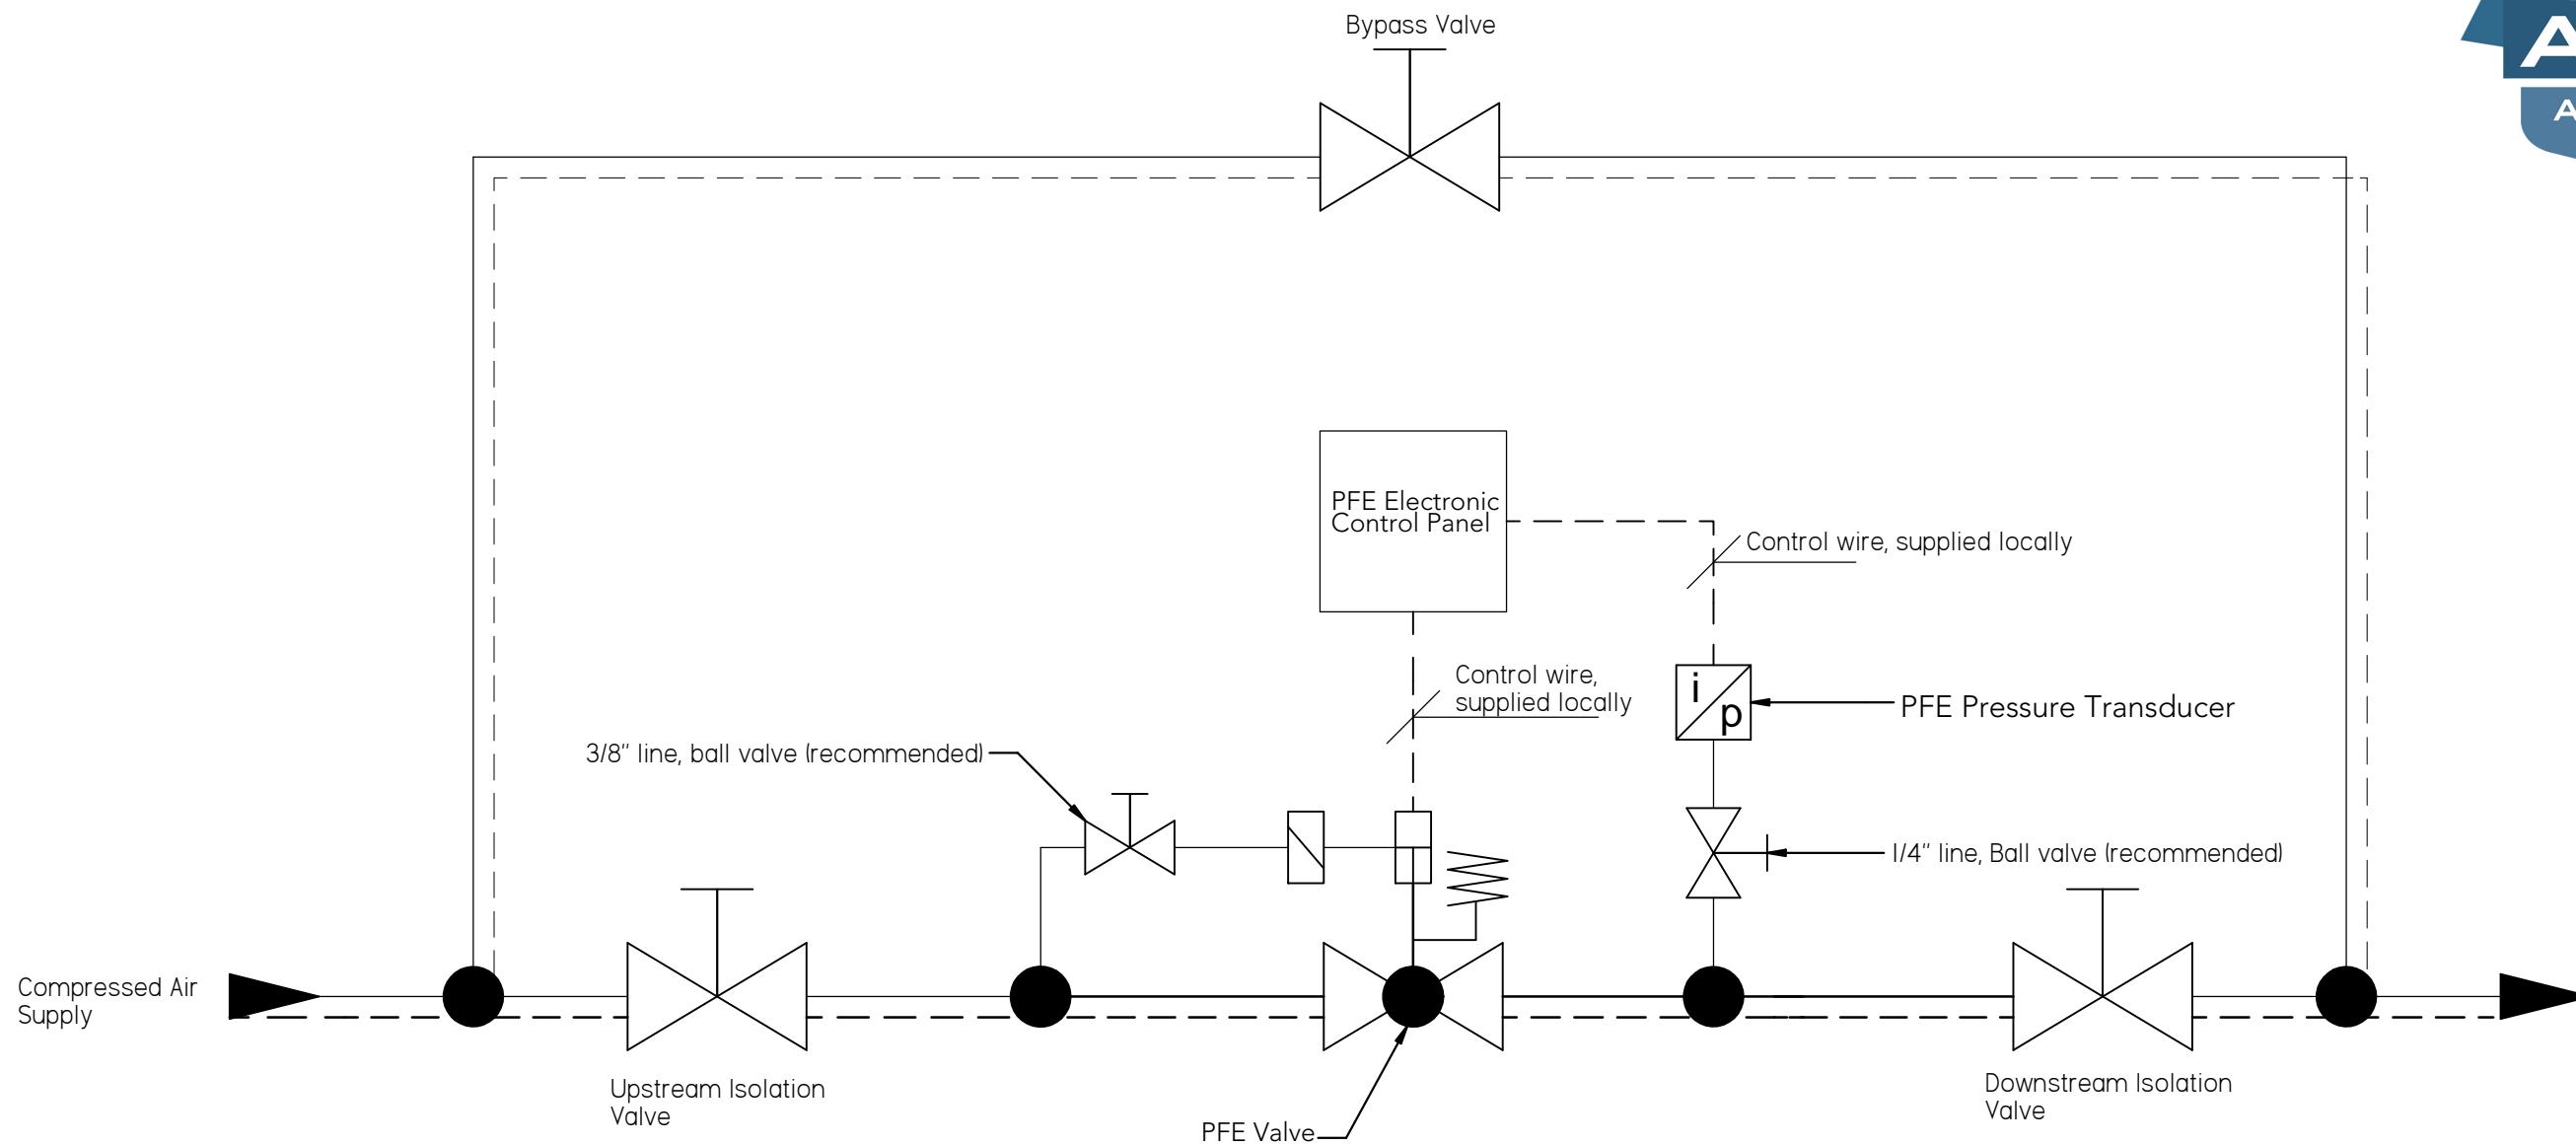 Bypass Valve
A
A
PFE Electronic
Control Panel
Control wire, supplied locally
Control wire,
supplied locally
i
p
PFE Pressure Transducer
3/8" line, ball valve (recommended)
1/4" line, Ball valve (recommended)
Compressed Air
Supply
Upstream Isolation
Valve
PFE Valve
Downstream Isolation
Valve